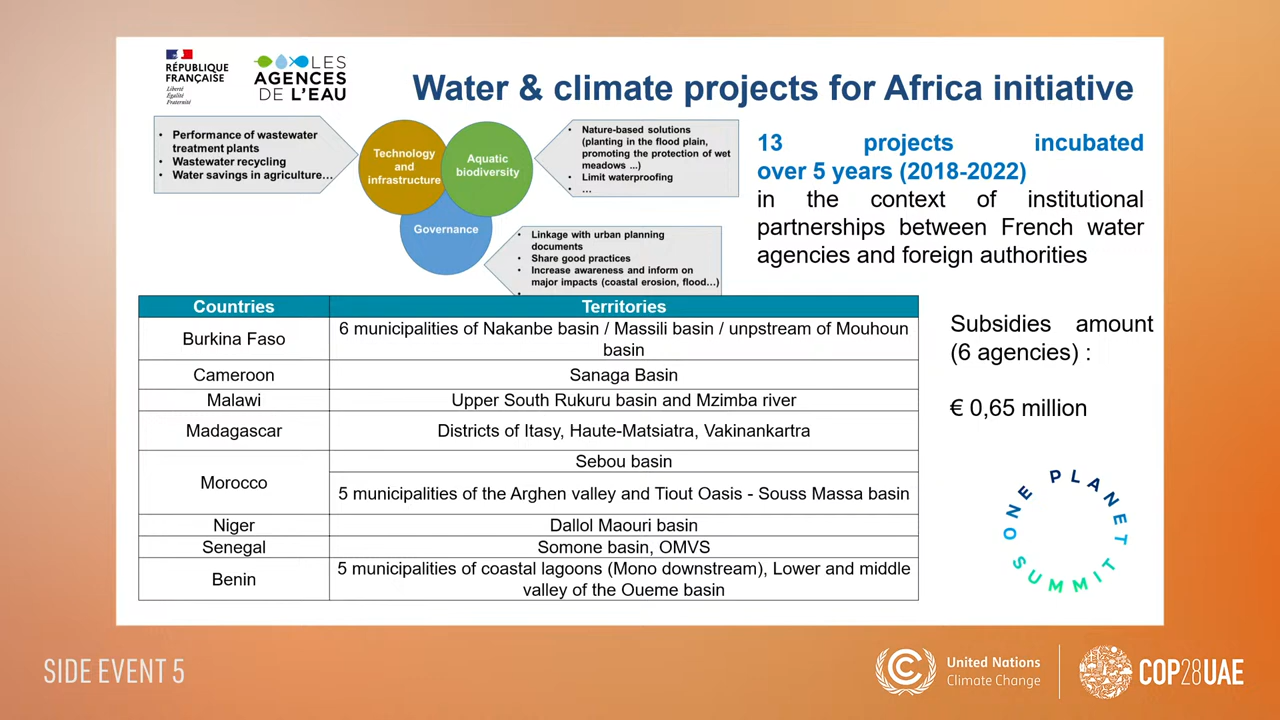 RÉPUBLIQUE
FRANÇAISE
Liberté
Égalité
Fraternité
LES
AGENCES
DE L'EAU
Water & climate projects for Africa initiative
• Performance of wastewater
treatment plants
• Wastewater recycling
• Water savings in agriculture…
Technology
and
infrastructure
Aquatic
biodiversity
Governance
• Nature-based solutions
(planting in the flood plain,
promoting the protection of wet
meadows ...)
• Limit waterproofing
• …
• Linkage with urban planning
documents
• Share good practices
• Increase awareness and inform on
major impacts (coastal erosion, flood…)
13 projects incubated
over 5 years (2018-2022)
in the context of institutional
partnerships between French water
agencies and foreign authorities
Countries Territories
Burkina Faso 6 municipalities of Nakanbe basin / Massili basin / unpstream of Mouhoun
basin
Cameroon Sanaga Basin
Malawi Upper South Rukuru basin and Mzimba river
Madagascar Districts of Itasy, Haute-Matsiatra, Vakinankartra
Morocco Sebou basin
5 municipalities of the Arghen valley and Tiout Oasis - Souss Massa basin
Niger Dallol Maouri basin
Senegal Somone basin, OMVS
Benin 5 municipalities of coastal lagoons (Mono downstream), Lower and middle
valley of the Oueme basin
Subsidies amount
(6 agencies) :
€ 0,65 million
ONE PLANET
SUMMIT
SIDE EVENT 5
United Nations
Climate Change
COP28UAE